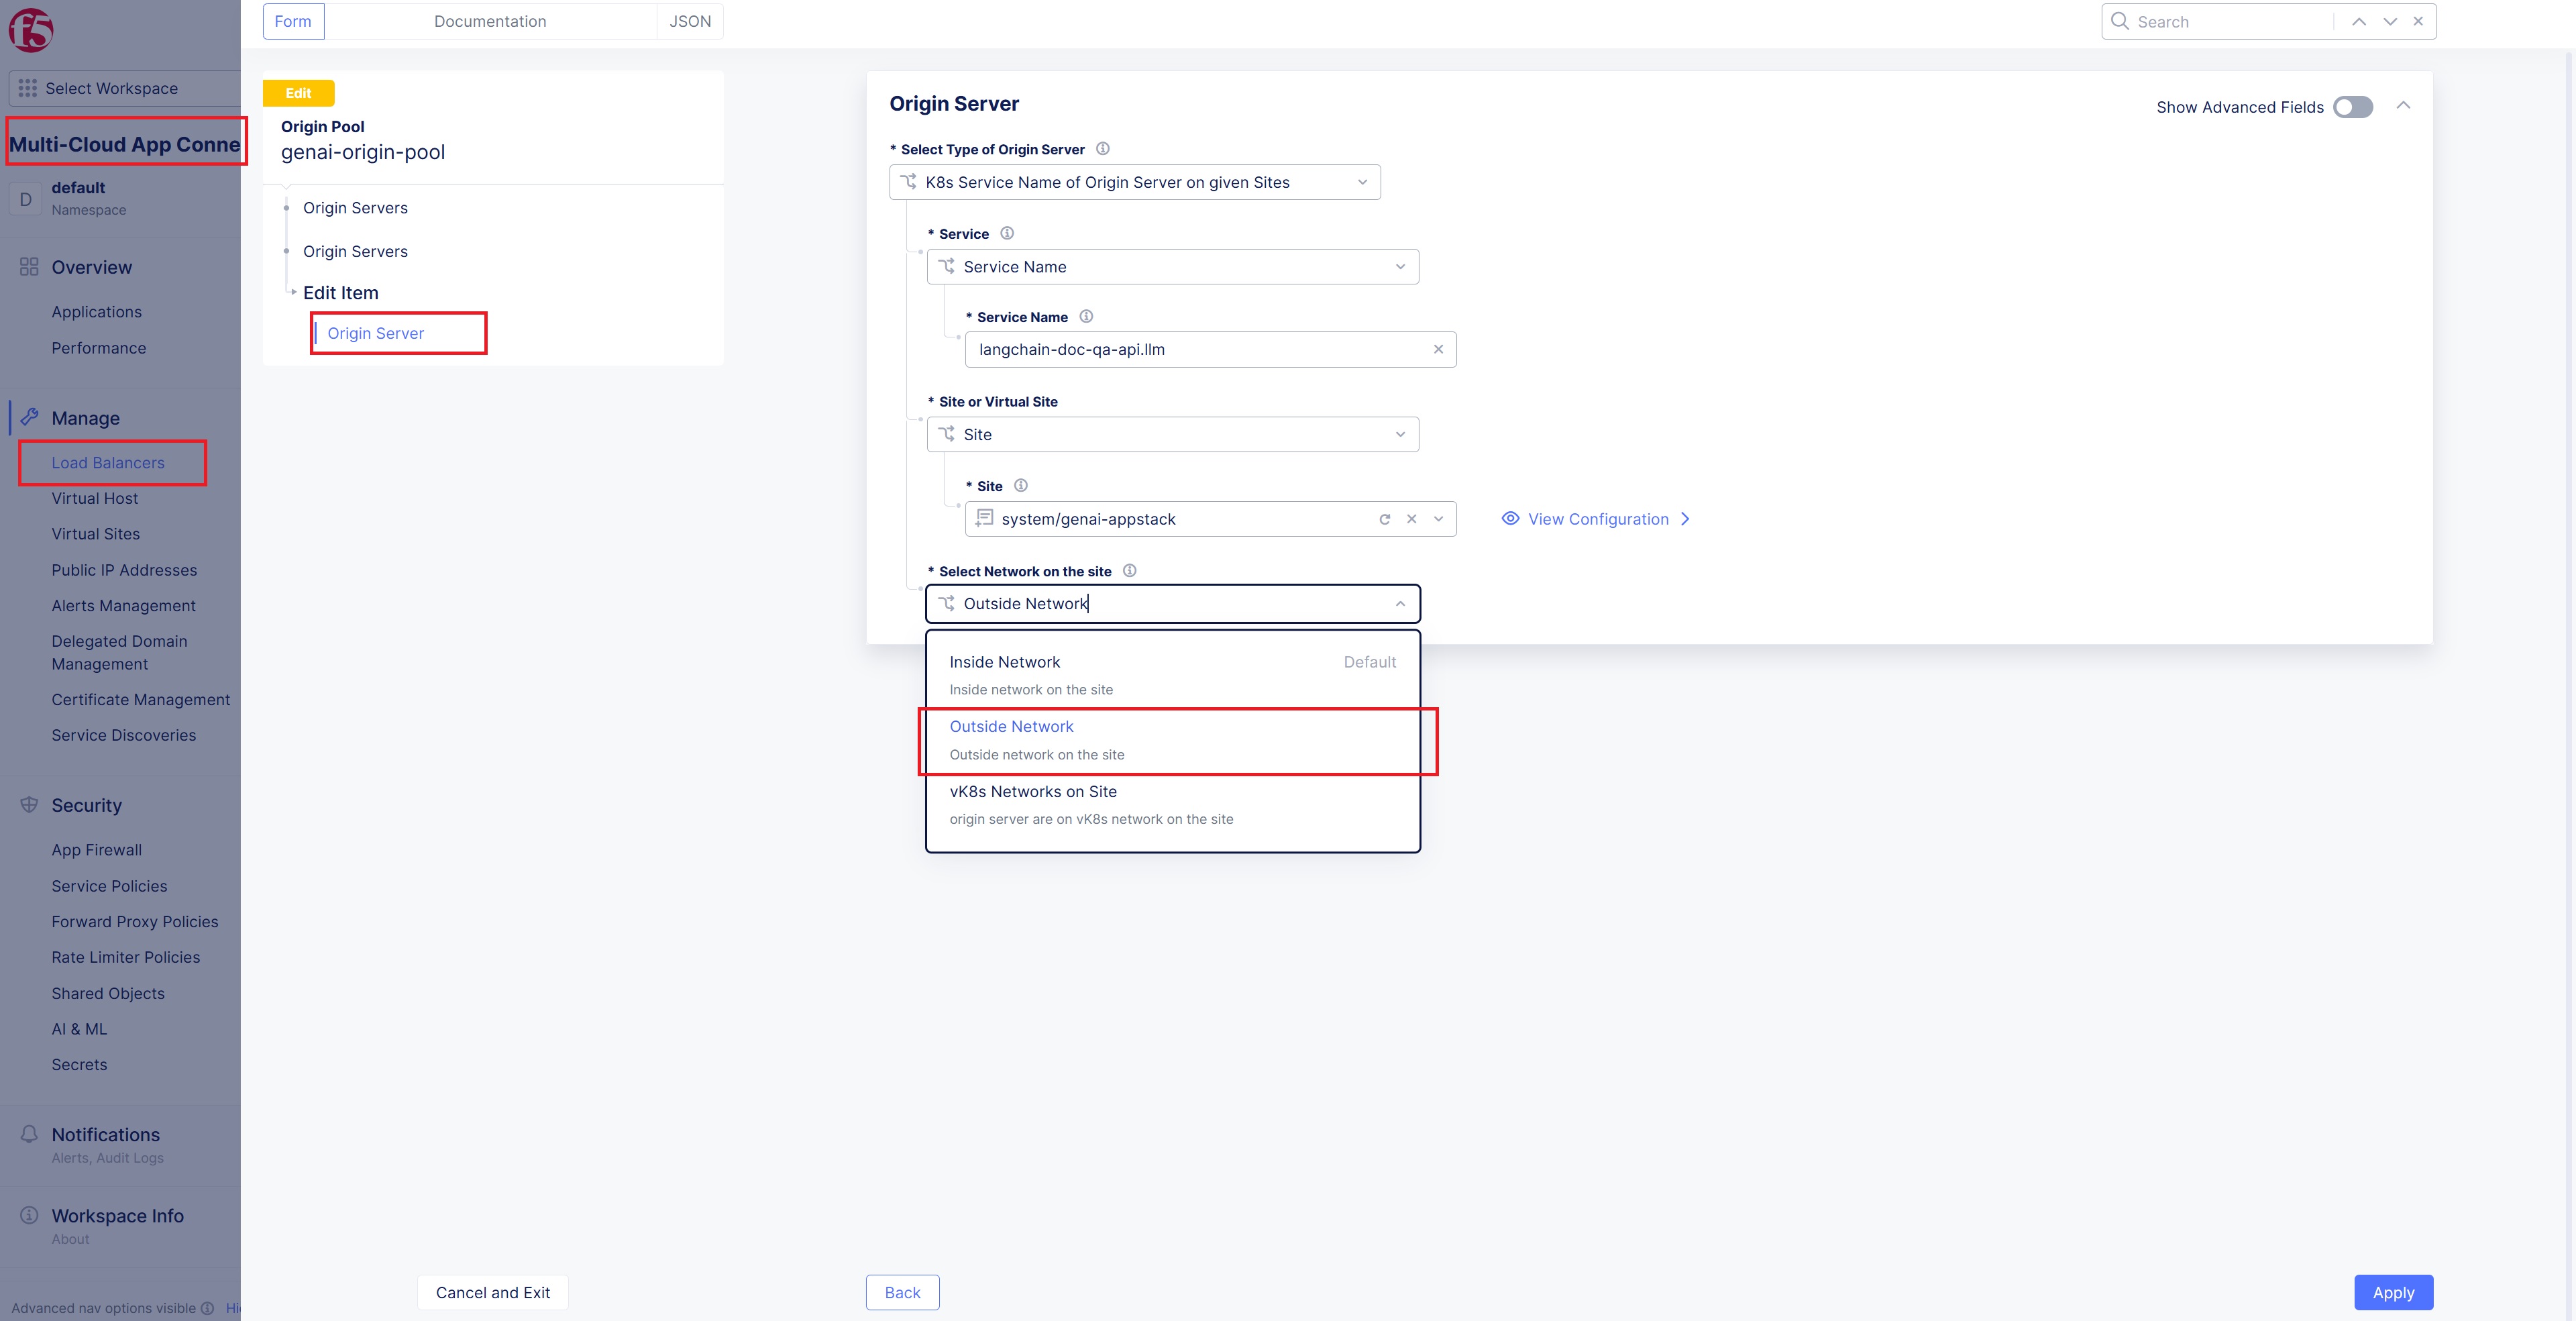 f5
Select Workspace
Multi-Cloud App Conne
D
default
Namespace
Overview
Applications
Performance
Manage
Load Balancers
Virtual Host
Virtual Sites
Public IP Addresses
Alerts Management
Delegated Domain
Management
Certificate Management
Service Discoveries
Security
App Firewall
Service Policies
Forward Proxy Policies
Rate Limiter Policies
Shared Objects
AI & ML
Secrets
Notifications
Alerts, Audit Logs
Workspace Info
About
Advanced nav options visible
Form
Documentation
JSON
Search
Edit
Origin Pool
genai-origin-pool
Origin Servers
Origin Servers
Edit Item
Origin Server
Origin Server
Show Advanced Fields
* Select Type of Origin Server
K8s Service Name of Origin Server on given Sites
* Service
Service Name
* Service Name
langchain-doc-qa-api.llm
* Site or Virtual Site
Site
* Site
system/genai-appstack
View Configuration
* Select Network on the site
Outside Network
Inside Network Default
Inside network on the site
Outside Network
Outside network on the site
vK8s Networks on Site
origin server are on vK8s network on the site
Cancel and Exit
Back
Apply